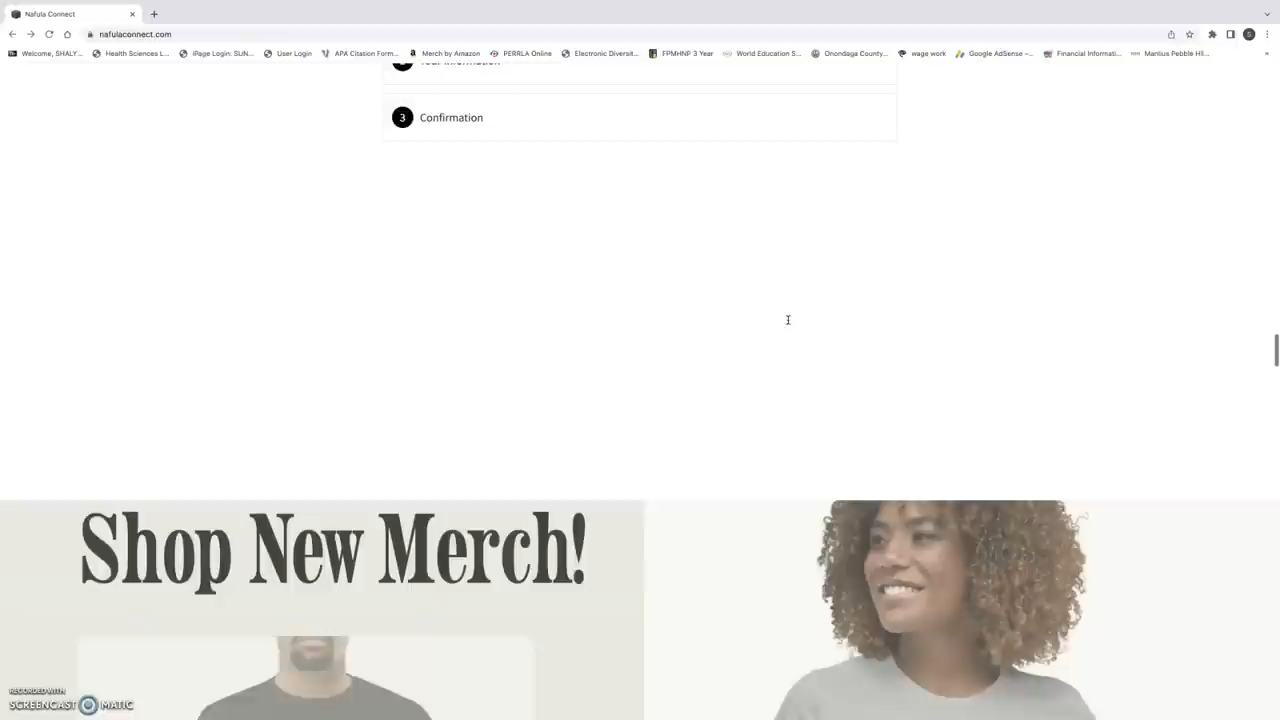 Nafula Connect
nafulaconnect.com
Welcome, SHALY...
Health Sciences L...
iPage Login: SUN...
User Login
APA Citation Form...
Merch by Amazon
PERRLA Online
Electronic Diversit...
FPMHNP 3 Year
World Education S...
Onondaga County...
wage work
Google AdSense –...
Financial Informati...
Manlius Pebble Hil...
3 Confirmation
Shop New Merch!
RECORDED WITH
SCREENCAST MATIC